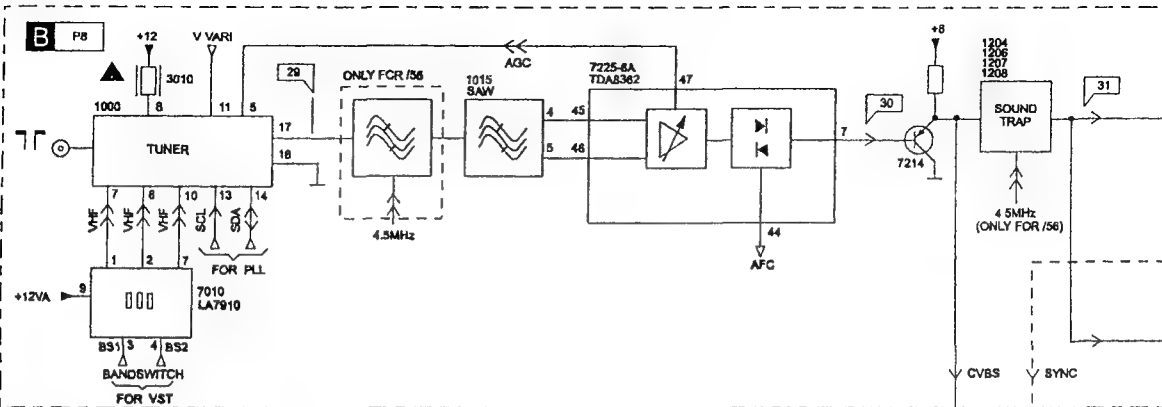 B P8
+12
V VARI
3010
1000
8
11
5
AGC
29
ONLY FCR /56
1015
SAW
7225-6A
TDA8362
47
+8
1204
1206
1207
1208
30
31
TUNER
17
16
4
5
45
46
7
7214
SOUND
TRAP
7
8
10
13
14
VHF
VHF
VHF
SCL
SDA
FOR PLL
4.5MHz
44
AFC
4 5MHz
(ONLY FOR /56)
1
2
7
+12VA
9
7010
LA7910
BS1
3
4
BS2
BANDSWITCH
FOR VST
CVBS
SYNC